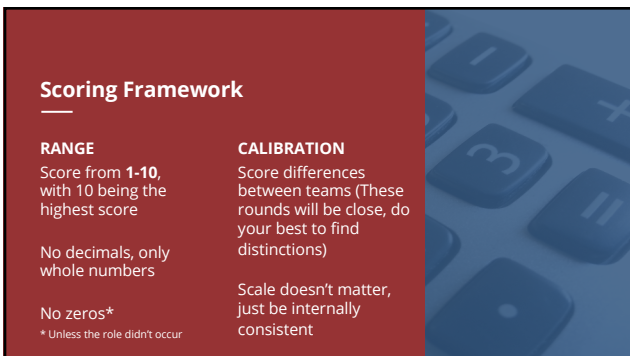 Scoring Framework
RANGE
Score from 1-10,
with 10 being the
highest score
No decimals, only
whole numbers
No zeros*
* Unless the role didn't occur
CALIBRATION
Score differences
between teams (These
rounds will be close, do
your best to find
distinctions)
Scale doesn’t matter,
just be internally
consistent
3
+
=